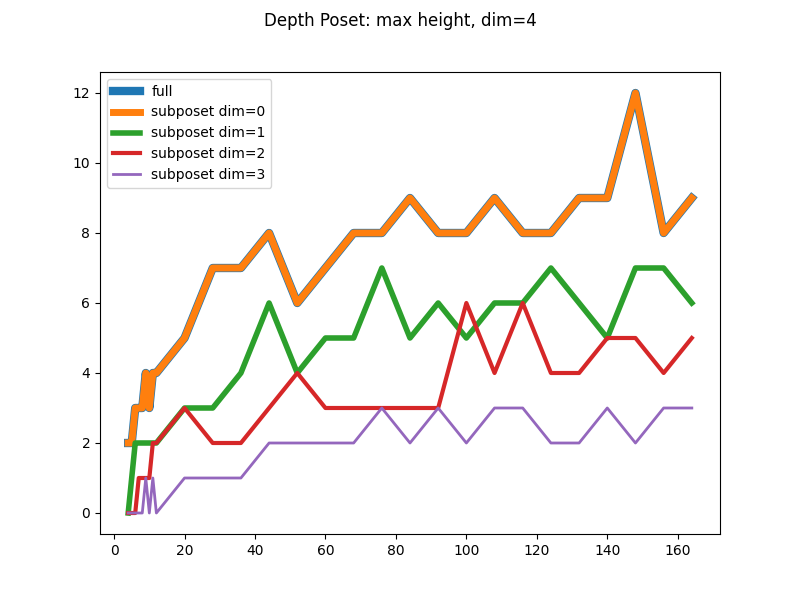 Depth Poset: max height, dim=4
full
subposet dim=0
subposet dim=1
subposet dim=2
subposet dim=3
12
10
8
6
4
2
0
0 20 40 60 80 100 120 140 160